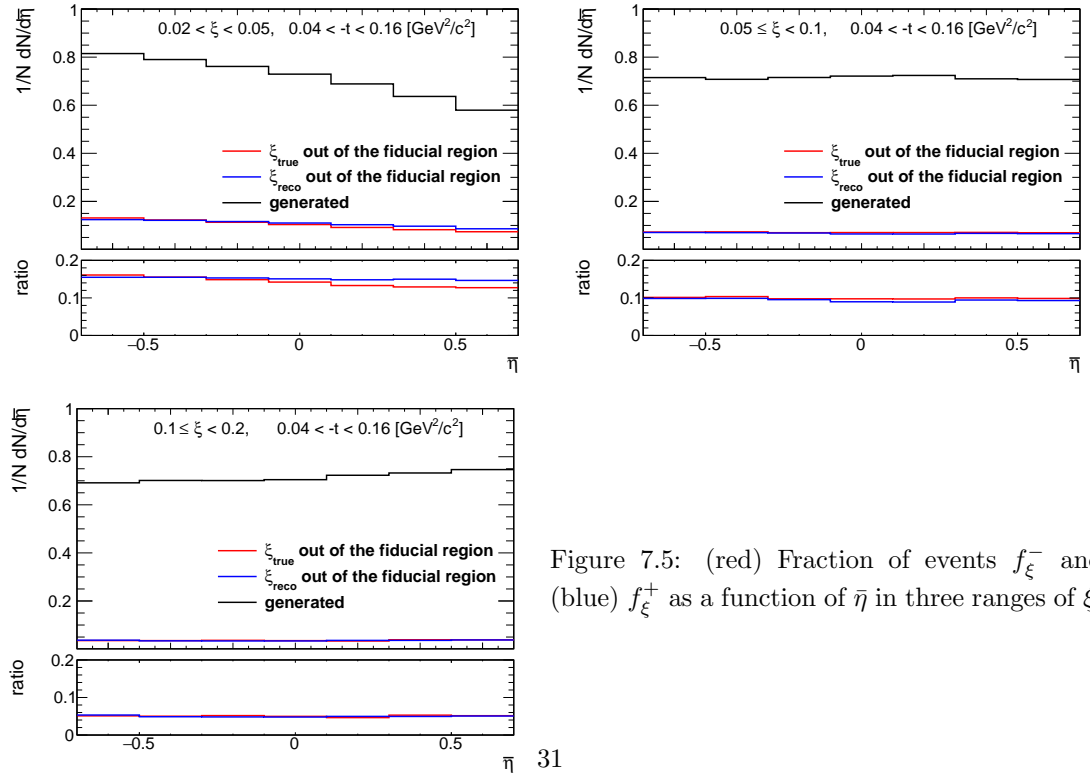 1/N dN/dη̅
1
0.8
0.6
0.4
0.2
0.02 < ξ < 0.05, 0.04 < -t < 0.16 [GeV²/c²]
ξtrue out of the fiducial region
ξreco out of the fiducial region
generated
ratio
0.2
0.1
0
−0.5 0 0.5
η̅
1/N dN/dη̅
1
0.8
0.6
0.4
0.2
0.05 ≤ ξ < 0.1, 0.04 < -t < 0.16 [GeV²/c²]
ξtrue out of the fiducial region
ξreco out of the fiducial region
generated
ratio
0.2
0.1
0
−0.5 0 0.5
η̅
1/N dN/dη̅
1
0.8
0.6
0.4
0.2
0.1 ≤ ξ < 0.2, 0.04 < -t < 0.16 [GeV²/c²]
ξtrue out of the fiducial region
ξreco out of the fiducial region
generated
ratio
0.2
0.1
0
−0.5 0 0.5
η̅
Figure 7.5: (red) Fraction of events f⁻ξ and
(blue) f⁺ξ as a function of η̄ in three ranges of ξ
31